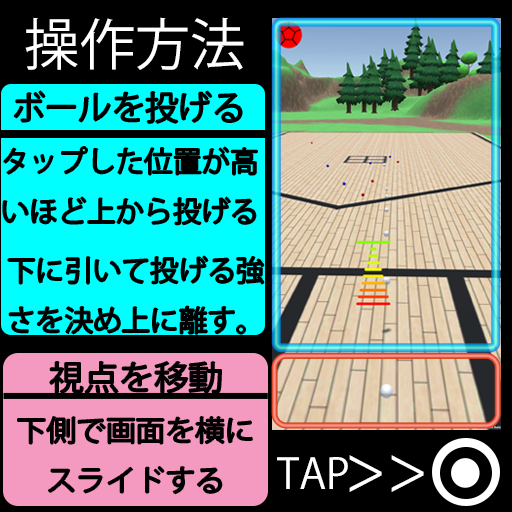 操作方法
ボールを投げる
タップした位置が高
いほど上から投げる
下に引いて投げる強
さを決め上に離す。
視点を移動
下側で画面を横に
スライドする
TAP>>